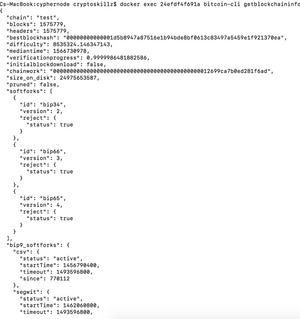 Cs-MacBook:cyphernode cryptoskillz$ docker exec 24efdf4f691a bitcoin-cli getblockchaininfo
{
"chain": "test",
"blocks": 1575779,
"headers": 1575779,
"bestblockhash":
"difficulty": 8535324.146347143,
"mediantime": 1566730978,
"verificationprogress": 0.9999986481882586,
"initialblockdownload": false,
"chainwork":
"size_on_disk": 24975653587,
"pruned": false,
"softforks": [
{
"id": "bip34",
"version": 2,
"reject": {
"status": true
}
},
{
"id": "bip66",
"version": 3,
"reject": {
"status": true
}
},
{
"id": "bip65",
"version": 4,
"reject": {
"status": true
}
}
],
"bip9_softforks": {
"csv": {
"status": "active",
"startTime": 1456790400,
"timeout": 1493596800,
"since": 770112
},
"segwit": {
"status": "active",
"startTime": 1462060800,
"timeout": 1493596800,